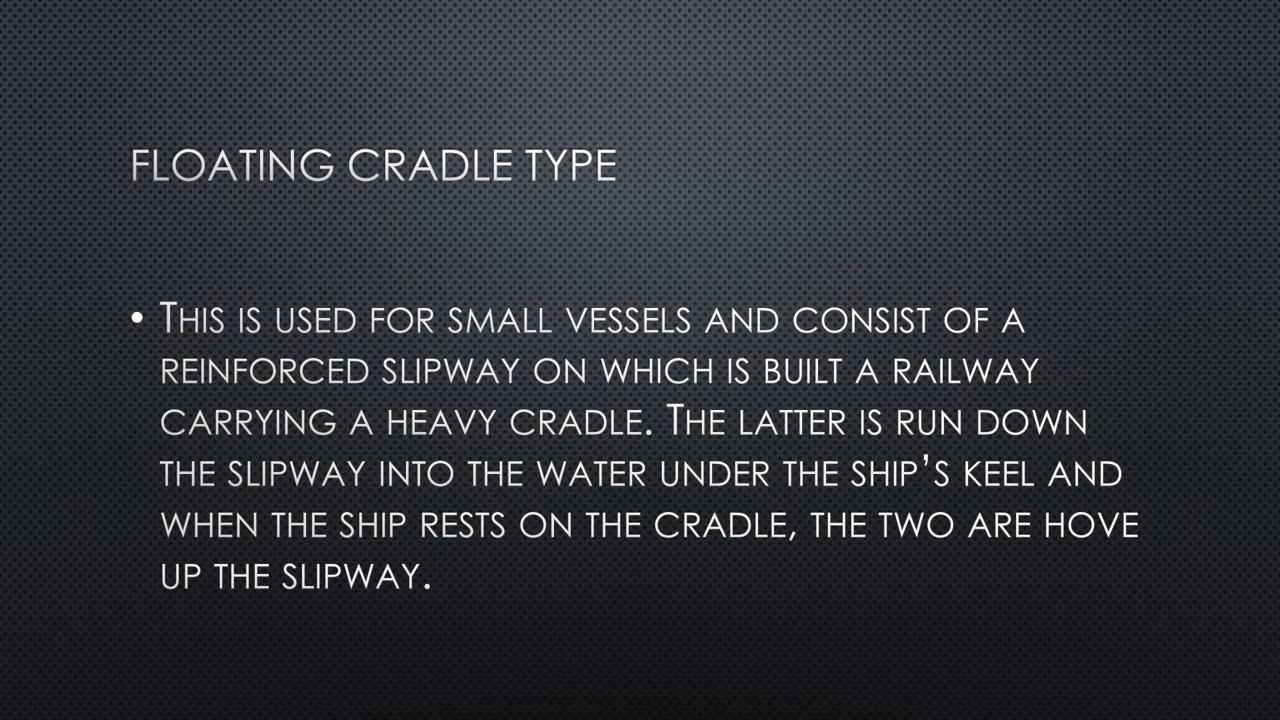 FLOATING CRADLE TYPE
• THIS IS USED FOR SMALL VESSELS AND CONSIST OF A
REINFORCED SLIPWAY ON WHICH IS BUILT A RAILWAY
CARRYING A HEAVY CRADLE. THE LATTER IS RUN DOWN
THE SLIPWAY INTO THE WATER UNDER THE SHIP’S KEEL AND
WHEN THE SHIP RESTS ON THE CRADLE, THE TWO ARE HOVE
UP THE SLIPWAY.